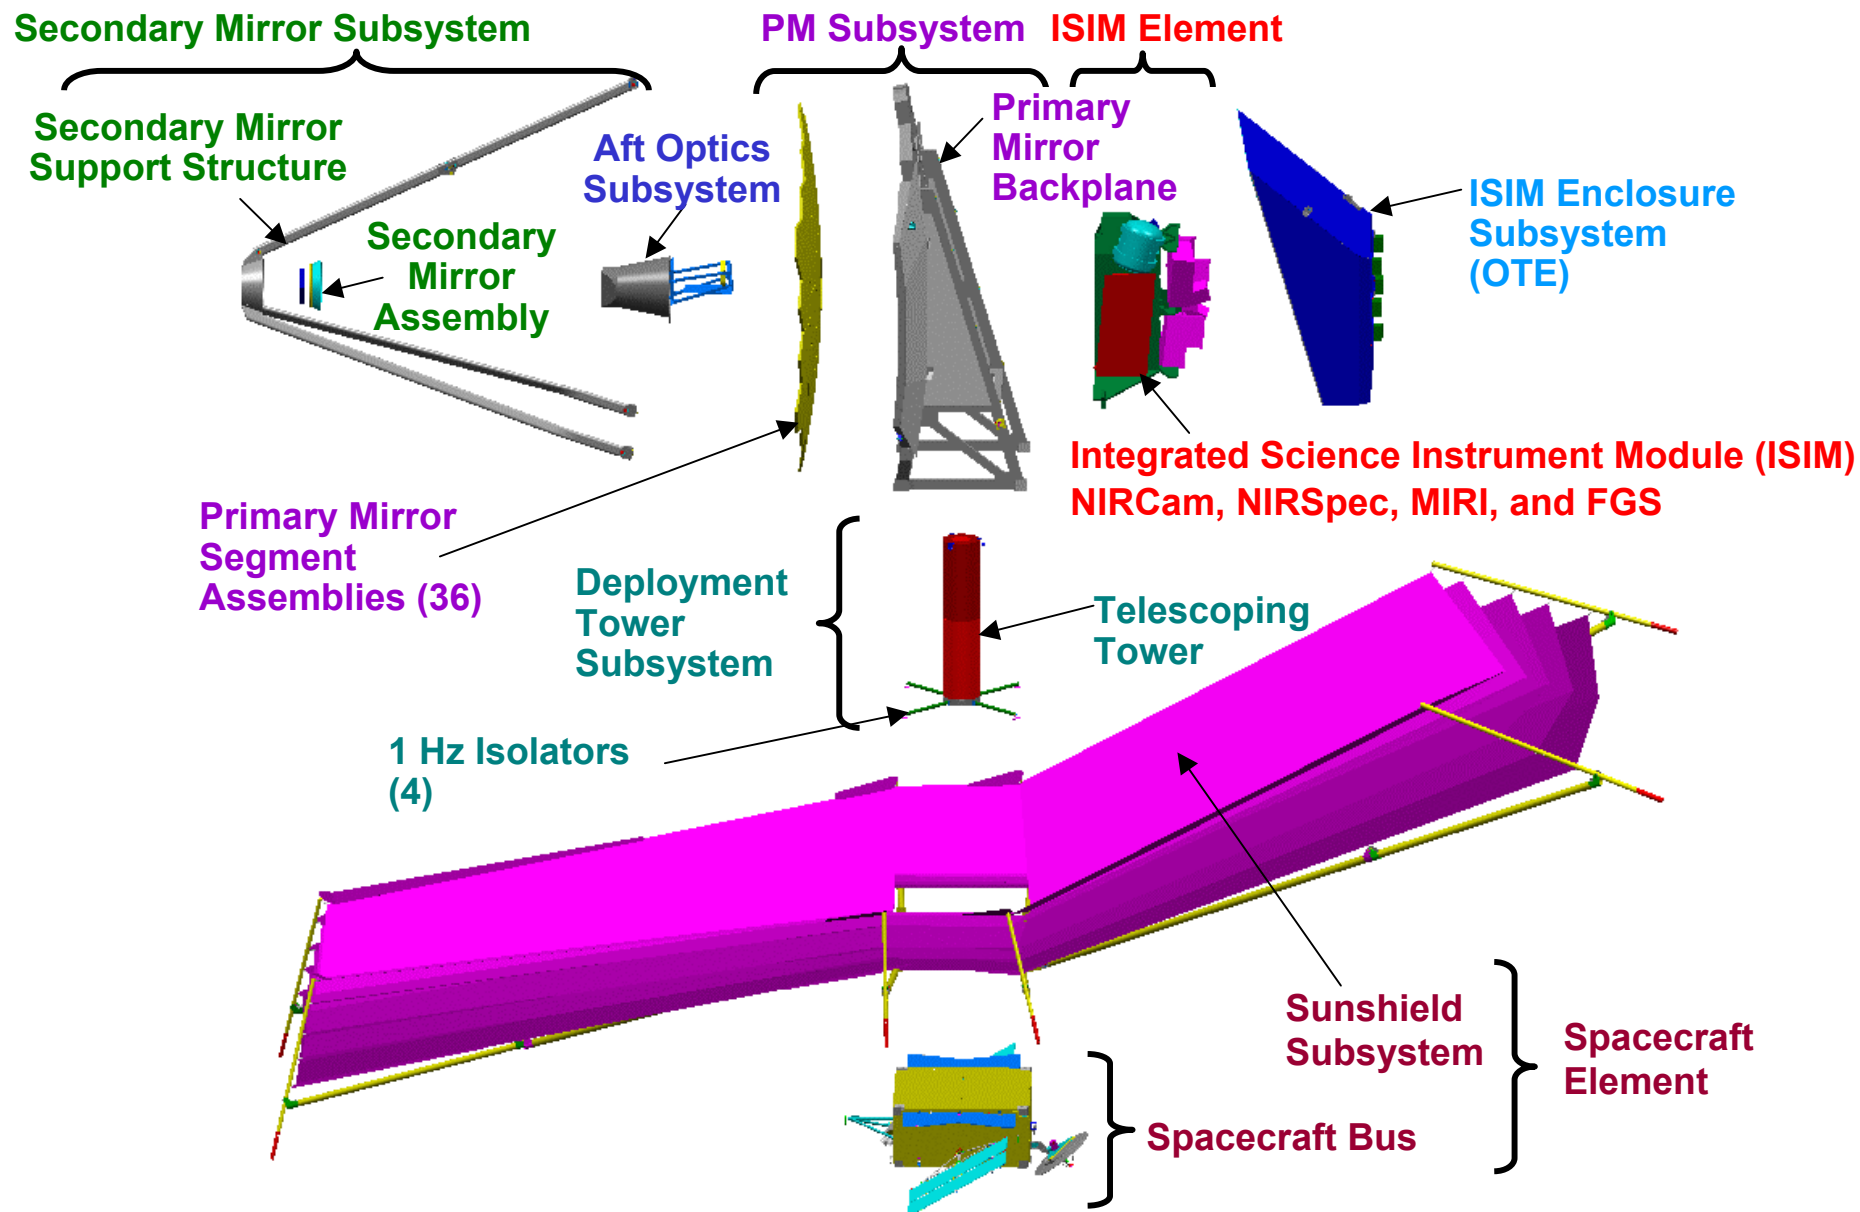 Secondary Mirror Subsystem
PM Subsystem
ISIM Element
Secondary Mirror
Support Structure
Aft Optics
Subsystem
Primary
Mirror
Backplane
ISIM Enclosure
Subsystem
(OTE)
Secondary
Mirror
Assembly
Integrated Science Instrument Module (ISIM)
NIRCam, NIRSpec, MIRI, and FGS
Primary Mirror
Segment
Assemblies (36)
Deployment
Tower
Subsystem
Telescoping
Tower
1 Hz Isolators
(4)
Sunshield
Subsystem
Spacecraft
Element
Spacecraft Bus